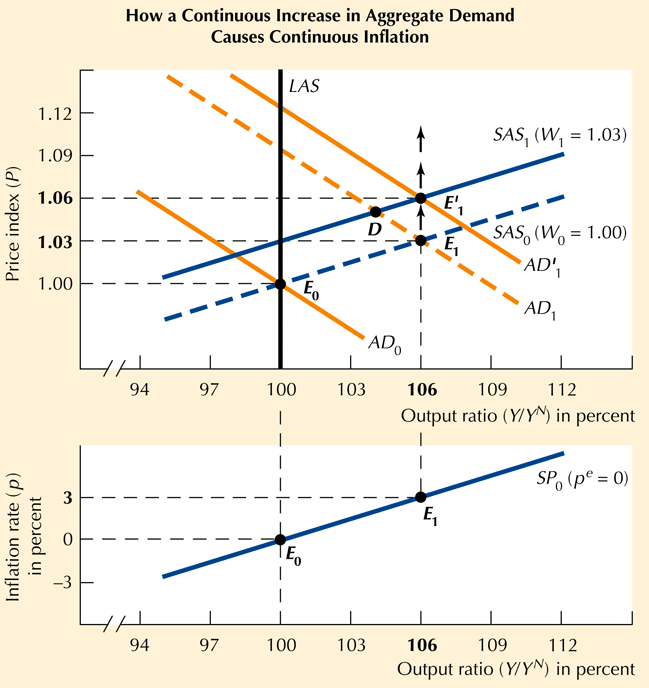 How a Continuous Increase in Aggregate Demand
Causes Continuous Inflation
Price index (P)
1.12
1.09
1.06
1.03
1.00
LAS
SAS₁ (W₁ = 1.03)
E'₁
D
SAS₀ (W₀ = 1.00)
E₁
AD'₁
E₀
AD₁
AD₀
94 97 100 103 106 109 112
Output ratio (Y/Yᴺ) in percent
Inflation rate (p)
in percent
3
0
–3
SP₀ (pᵉ = 0)
E₁
E₀
94 97 100 103 106 109 112
Output ratio (Y/Yᴺ) in percent